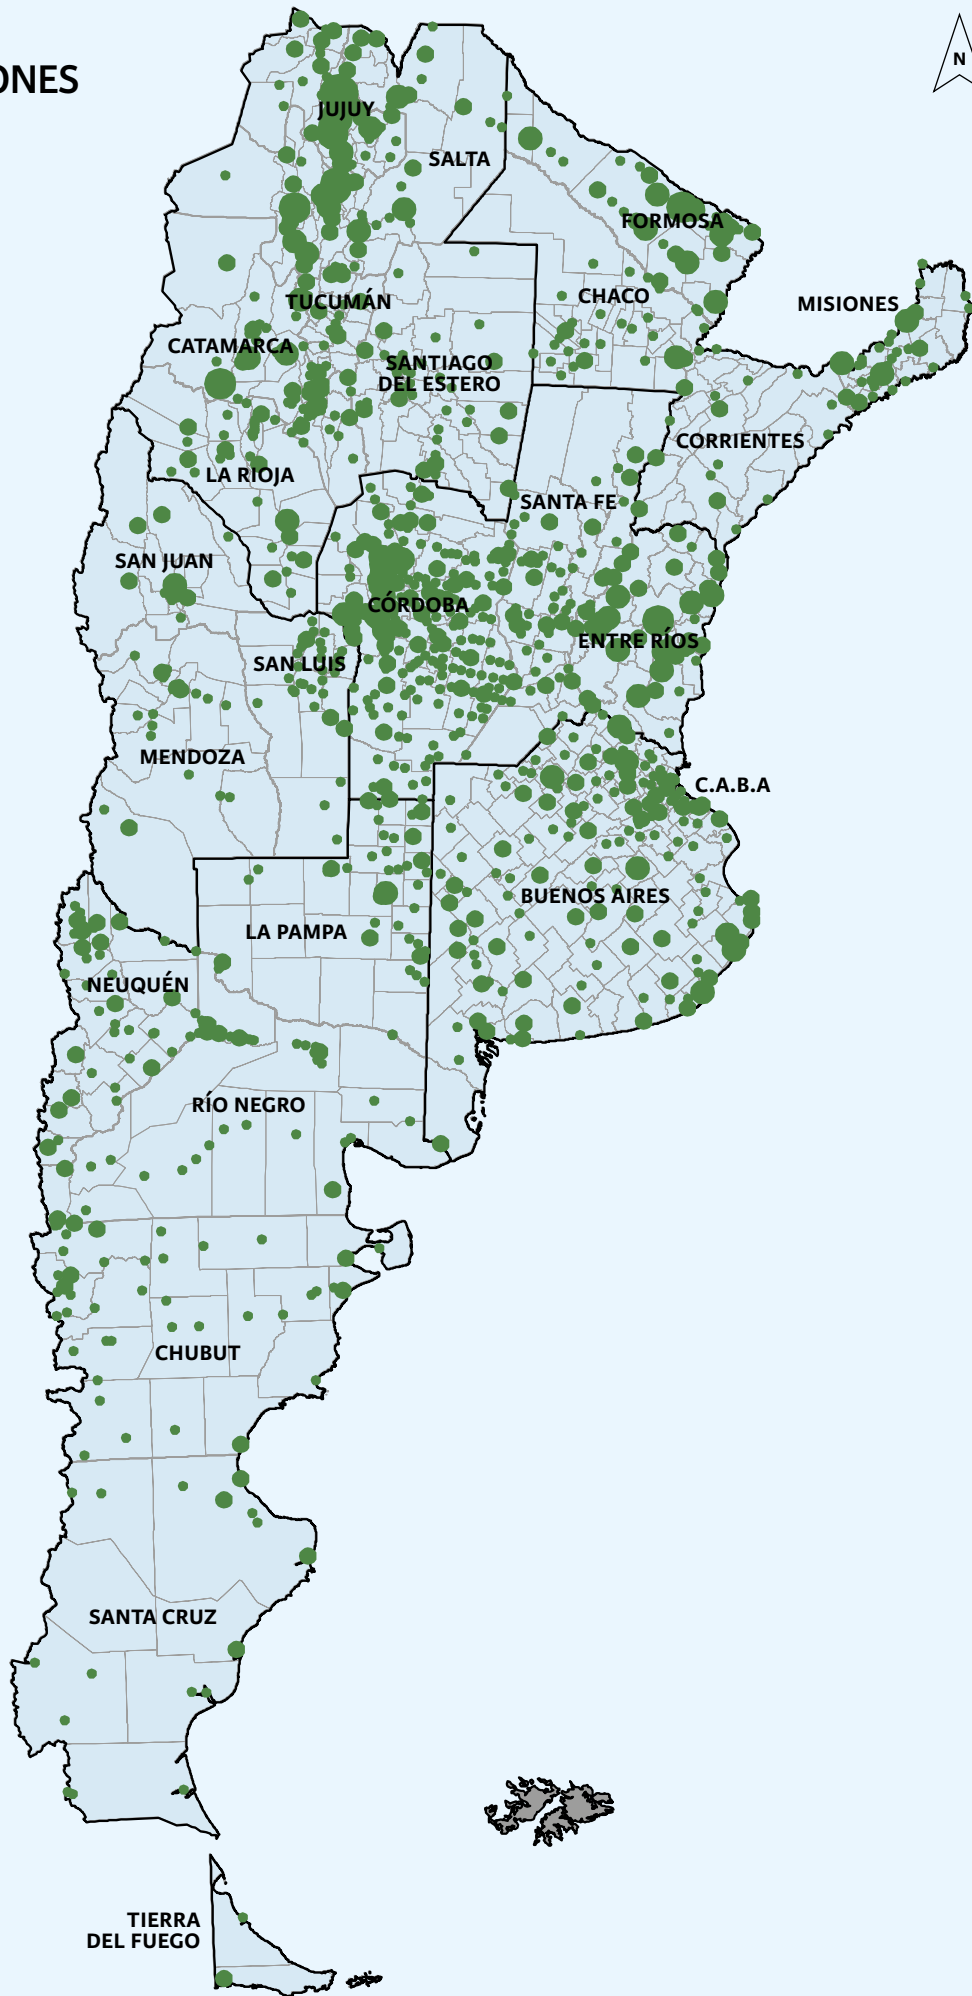 ONES
N
JUJUY
SALTA
FORMOSA
CHACO
MISIONES
TUCUMÁN
CATAMARCA
SANTIAGO
DEL ESTERO
CORRIENTES
LA RIOJA
SANTA FE
SAN JUAN
CÓRDOBA
ENTRE RÍOS
SAN LUIS
MENDOZA
C.A.B.A
BUENOS AIRES
LA PAMPA
NEUQUÉN
RÍO NEGRO
CHUBUT
SANTA CRUZ
TIERRA
DEL FUEGO